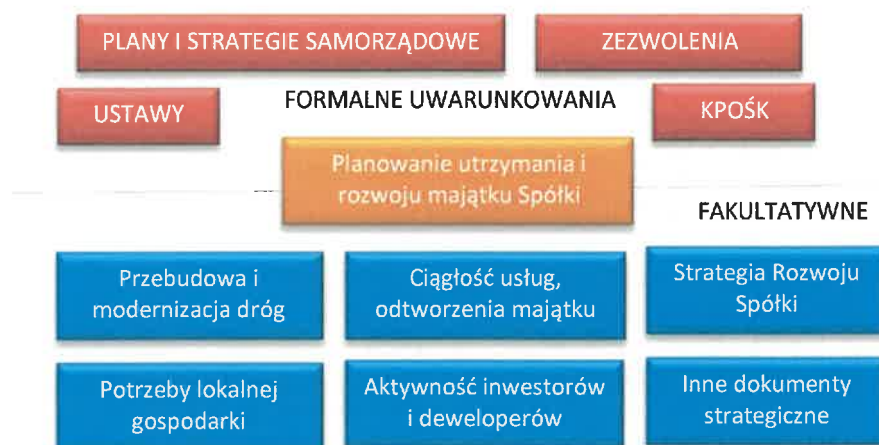 PLANY I STRATEGIE SAMORZĄDOWE
ZEZWOLENIA
USTAWY
FORMALNE UWARUNKOWANIA
KPOŚK
Planowanie utrzymania i
rozwoju majątku Spółki
FAKULTATYWNE
Przebudowa i
modernizacja dróg
Ciągłość usług,
odtworzenia majątku
Strategia Rozwoju
Spółki
Potrzeby lokalnej
gospodarki
Aktywność inwestorów
i deweloperów
Inne dokumenty
strategiczne